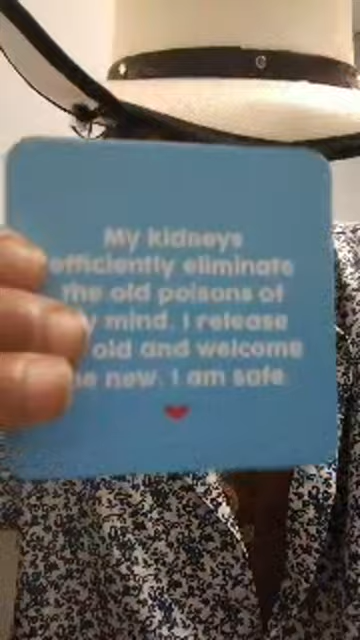 My kidneys
efficiently eliminate
the old poisons of
y mind. I release
old and welcome
e new. I am safe